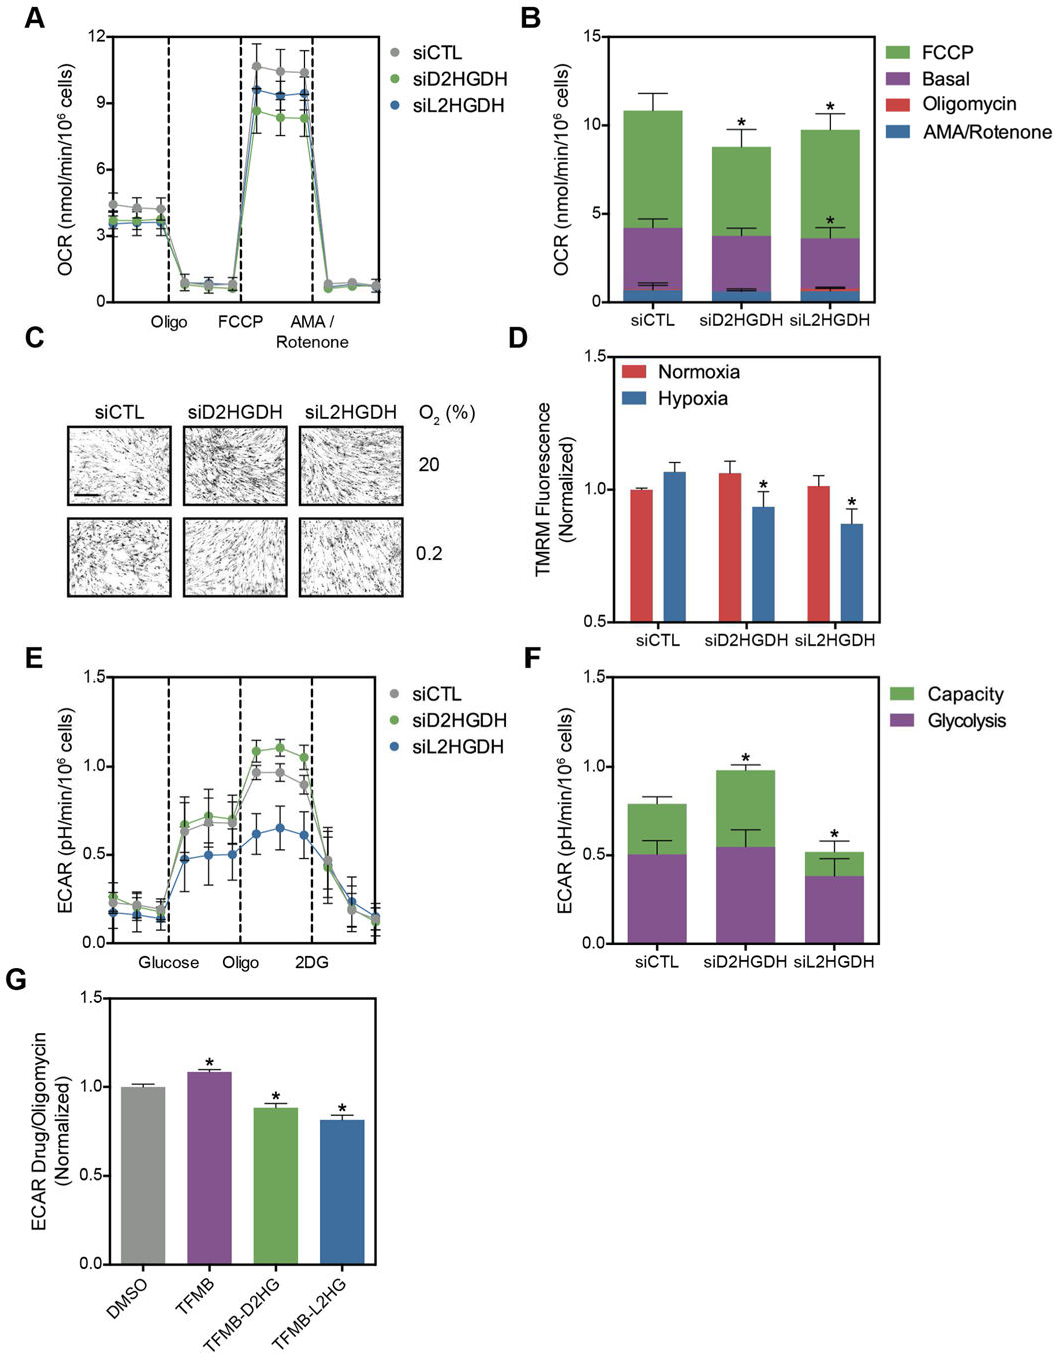 A
OCR (nmol/min/10⁶ cells)
12
9
6
3
0
Oligo
FCCP
AMA /
Rotenone
siCTL
siD2HGDH
siL2HGDH
B
OCR (nmol/min/10⁶ cells)
15
10
5
0
*
*
*
siCTL
siD2HGDH
siL2HGDH
FCCP
Basal
Oligomycin
AMA/Rotenone
C
siCTL
siD2HGDH
siL2HGDH
O₂ (%)
20
0.2
D
TMRM Fluorescence
(Normalized)
1.5
1.0
0.5
Normoxia
Hypoxia
*
*
siCTL
siD2HGDH
siL2HGDH
E
ECAR (pH/min/10⁶ cells)
1.5
1.0
0.5
0.0
Glucose
Oligo
2DG
siCTL
siD2HGDH
siL2HGDH
F
ECAR (pH/min/10⁶ cells)
1.5
1.0
0.5
0.0
*
*
siCTL
siD2HGDH
siL2HGDH
Capacity
Glycolysis
G
ECAR Drug/Oligomycin
(Normalized)
1.5
1.0
0.5
0.0
*
*
*
DMSO
TFMB
TFMB-D2HG
TFMB-L2HG